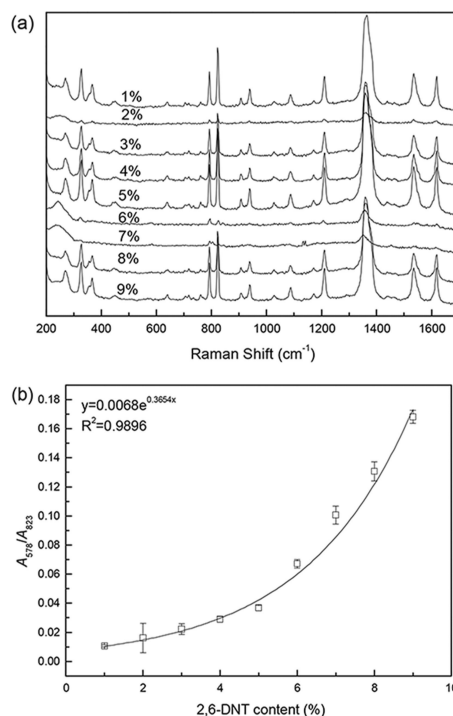 (a)
1%
2%
3%
4%
5%
6%
7%
8%
9%
200 400 600 800 1000 1200 1400 1600
Raman Shift (cm⁻¹)
(b)
y=0.0068e^0.3654x
R²=0.9896
0.18
0.16
0.14
0.12
0.10
0.08
0.06
0.04
0.02
0.00
A₅₇₈/A₈₂₃
0 2 4 6 8 10
2,6-DNT content (%)